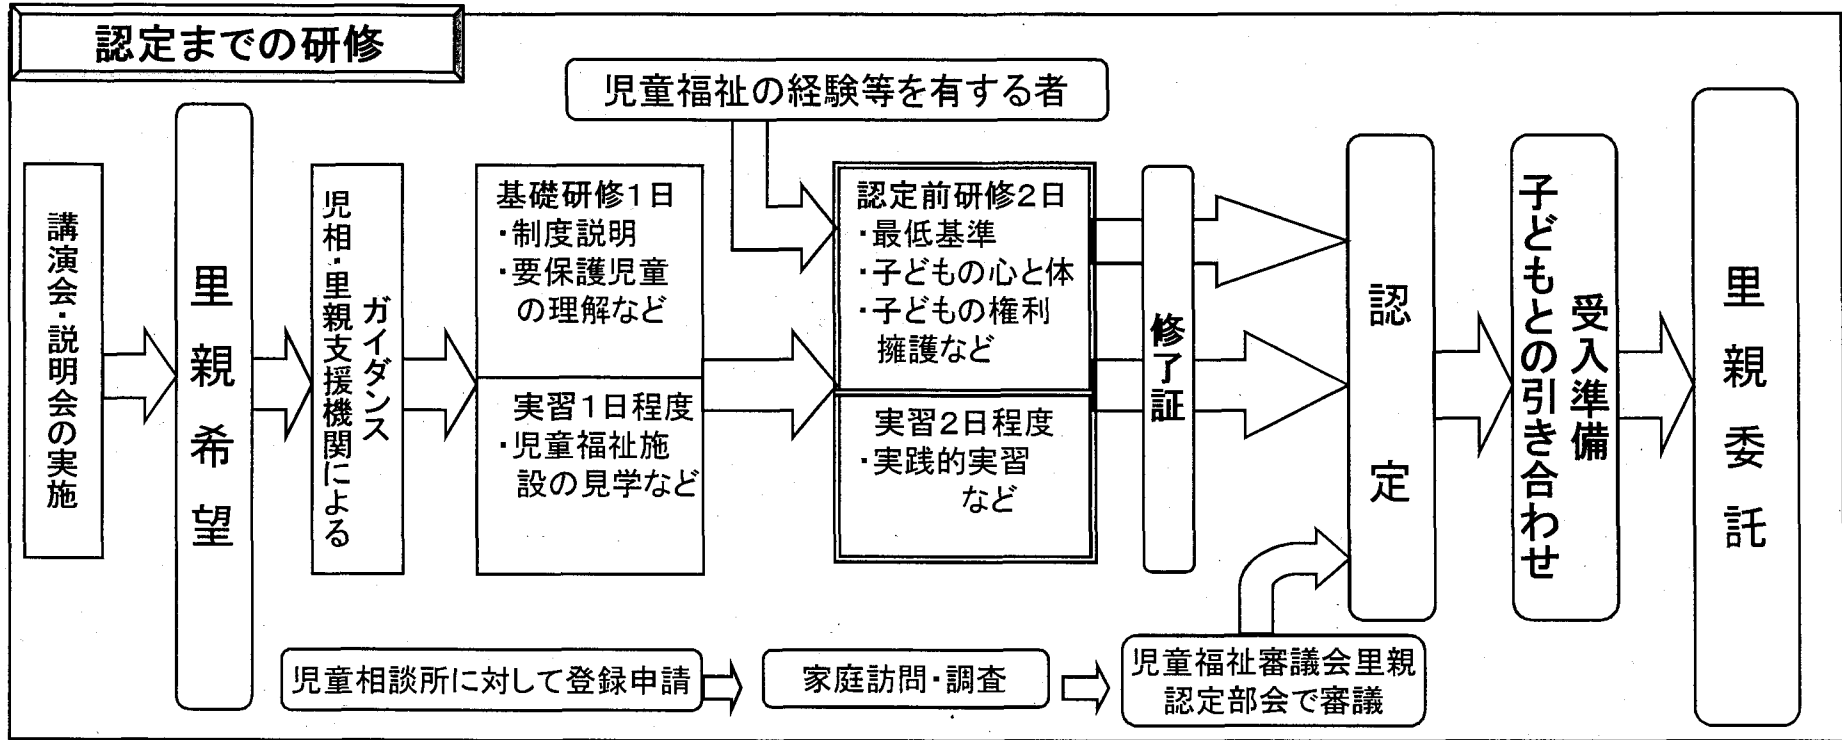 認定までの研修
児童福祉の経験等を有する者
講演会・説明会の実施
里親希望
児相・里親支援機関による
ガイダンス
基礎研修1日
・制度説明
・要保護児童
の理解など
実習1日程度
・児童福祉施
設の見学など
認定前研修2日
・最低基準
・子どもの心と体
・子どもの権利
擁護など
実習2日程度
・実践的実習
など
修了証
認定
受入準備
子どもとの引き合わせ
里親委託
児童相談所に対して登録申請
家庭訪問・調査
児童福祉審議会里親
認定部会で審議